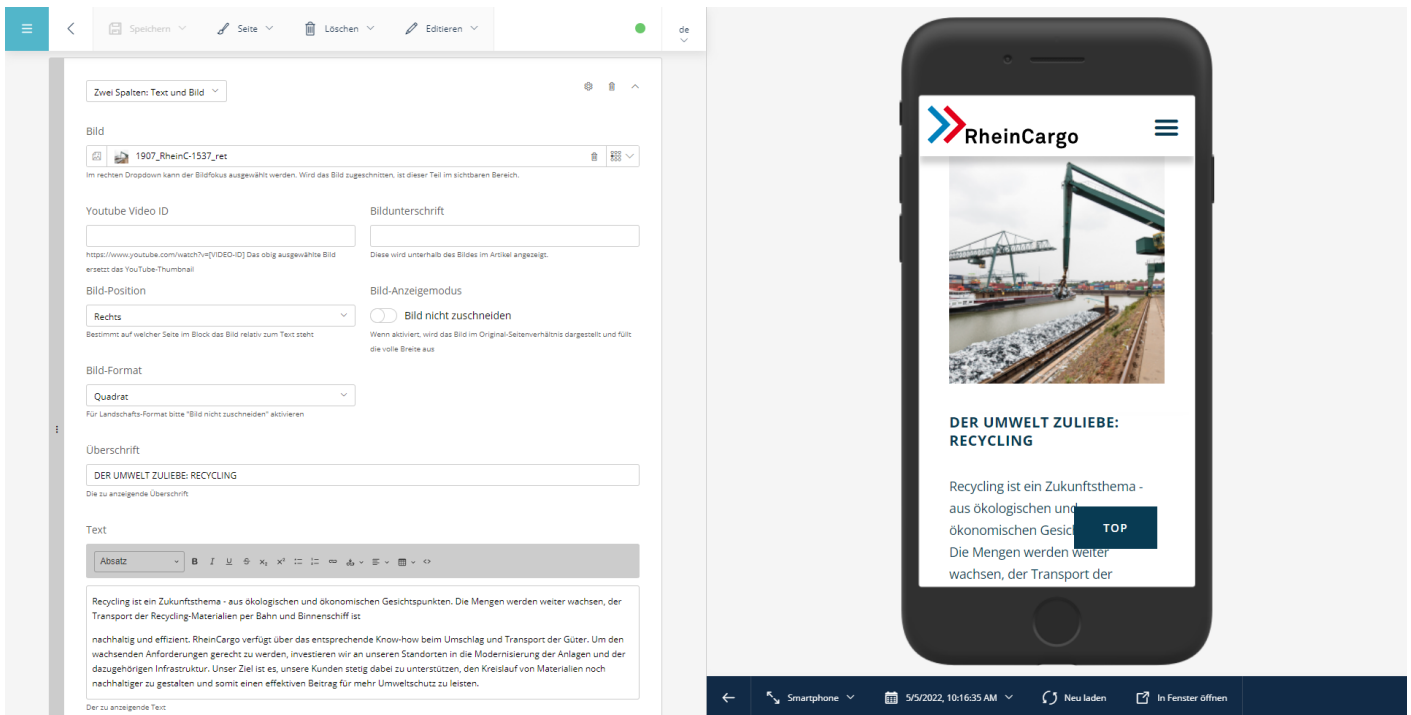 Speichern
Seite
Löschen
Editieren
de
Zwei Spalten: Text und Bild
Bild
1907_RheinC-1537_ret
Im rechten Dropdown kann der Bildfokus ausgewählt werden. Wird das Bild zugeschnitten, ist dieser Teil im sichtbaren Bereich.
Youtube Video ID
Bildunterschrift
https://www.youtube.com/watch?v=[VIDEO-ID] Das obig ausgewählte Bild
ersetzt das YouTube-Thumbnail
Diese wird unterhalb des Bildes im Artikel angezeigt.
Bild-Position
Bild-Anzeigemodus
Rechts
Bild nicht zuschneiden
Bestimmt auf welcher Seite im Block das Bild relativ zum Text steht
Wenn aktiviert, wird das Bild im Original-Seitenverhältnis dargestellt und füllt
die volle Breite aus
Bild-Format
Quadrat
Für Landschafts-Format bitte "Bild nicht zuschneiden" aktivieren
Überschrift
DER UMWELT ZULIEBE: RECYCLING
Die zu anzeigende Überschrift
Text
Absatz
B I U S x₂ x²
Recycling ist ein Zukunftsthema - aus ökologischen und ökonomischen Gesichtspunkten. Die Mengen werden weiter wachsen, der
Transport der Recycling-Materialien per Bahn und Binnenschiff ist
nachhaltig und effizient. RheinCargo verfügt über das entsprechende Know-how beim Umschlag und Transport der Güter. Um den
wachsenden Anforderungen gerecht zu werden, investieren wir an unseren Standorten in die Modernisierung der Anlagen und der
dazugehörigen Infrastruktur. Unser Ziel ist es, unsere Kunden stetig dabei zu unterstützen, den Kreislauf von Materialien noch
nachhaltiger zu gestalten und somit einen effektiven Beitrag für mehr Umweltschutz zu leisten.
Der zu anzeigende Text
RheinCargo
DER UMWELT ZULIEBE:
RECYCLING
Recycling ist ein Zukunftsthema -
aus ökologischen und
ökonomischen Gesic
TOP
Die Mengen werden weiter
wachsen, der Transport der
Smartphone
5/5/2022, 10:16:35 AM
Neu laden
In Fenster öffnen